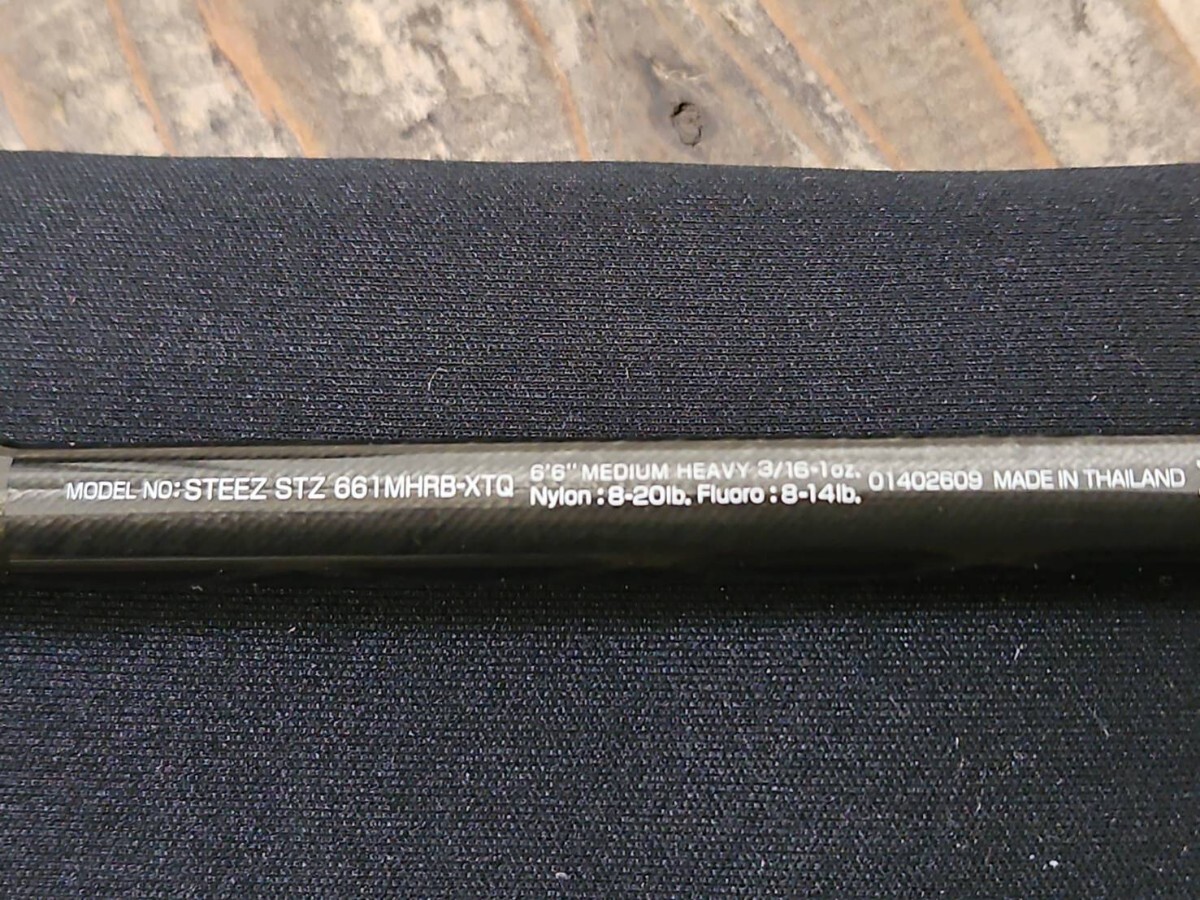 MODEL NO:STEEZ STZ 661MHRB-XTQ 6'6" MEDIUM HEAVY 3/16-1oz. 01402609 MADE IN THAILAND
Nylon:8-20lb. Fluoro:8-14lb.